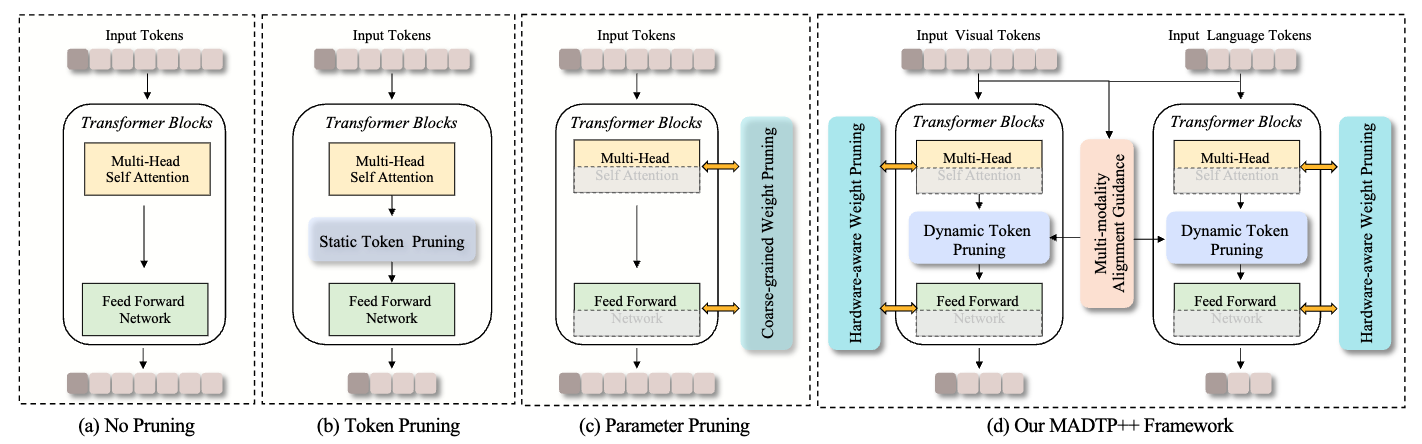 Input Tokens
Transformer Blocks
Multi-Head
Self Attention
Feed Forward
Network
(a) No Pruning
Input Tokens
Transformer Blocks
Multi-Head
Self Attention
Static Token Pruning
Feed Forward
Network
(b) Token Pruning
Input Tokens
Transformer Blocks
Multi-Head
Self Attention
Feed Forward
Network
Coarse-grained Weight Pruning
(c) Parameter Pruning
Input Visual Tokens
Input Language Tokens
Hardware-aware Weight Pruning
Transformer Blocks
Multi-Head
Self Attention
Dynamic Token
Pruning
Feed Forward
Network
Multi-modality
Alignment Guidance
Transformer Blocks
Multi-Head
Self Attention
Dynamic Token
Pruning
Feed Forward
Network
Hardware-aware Weight Pruning
(d) Our MADTP++ Framework